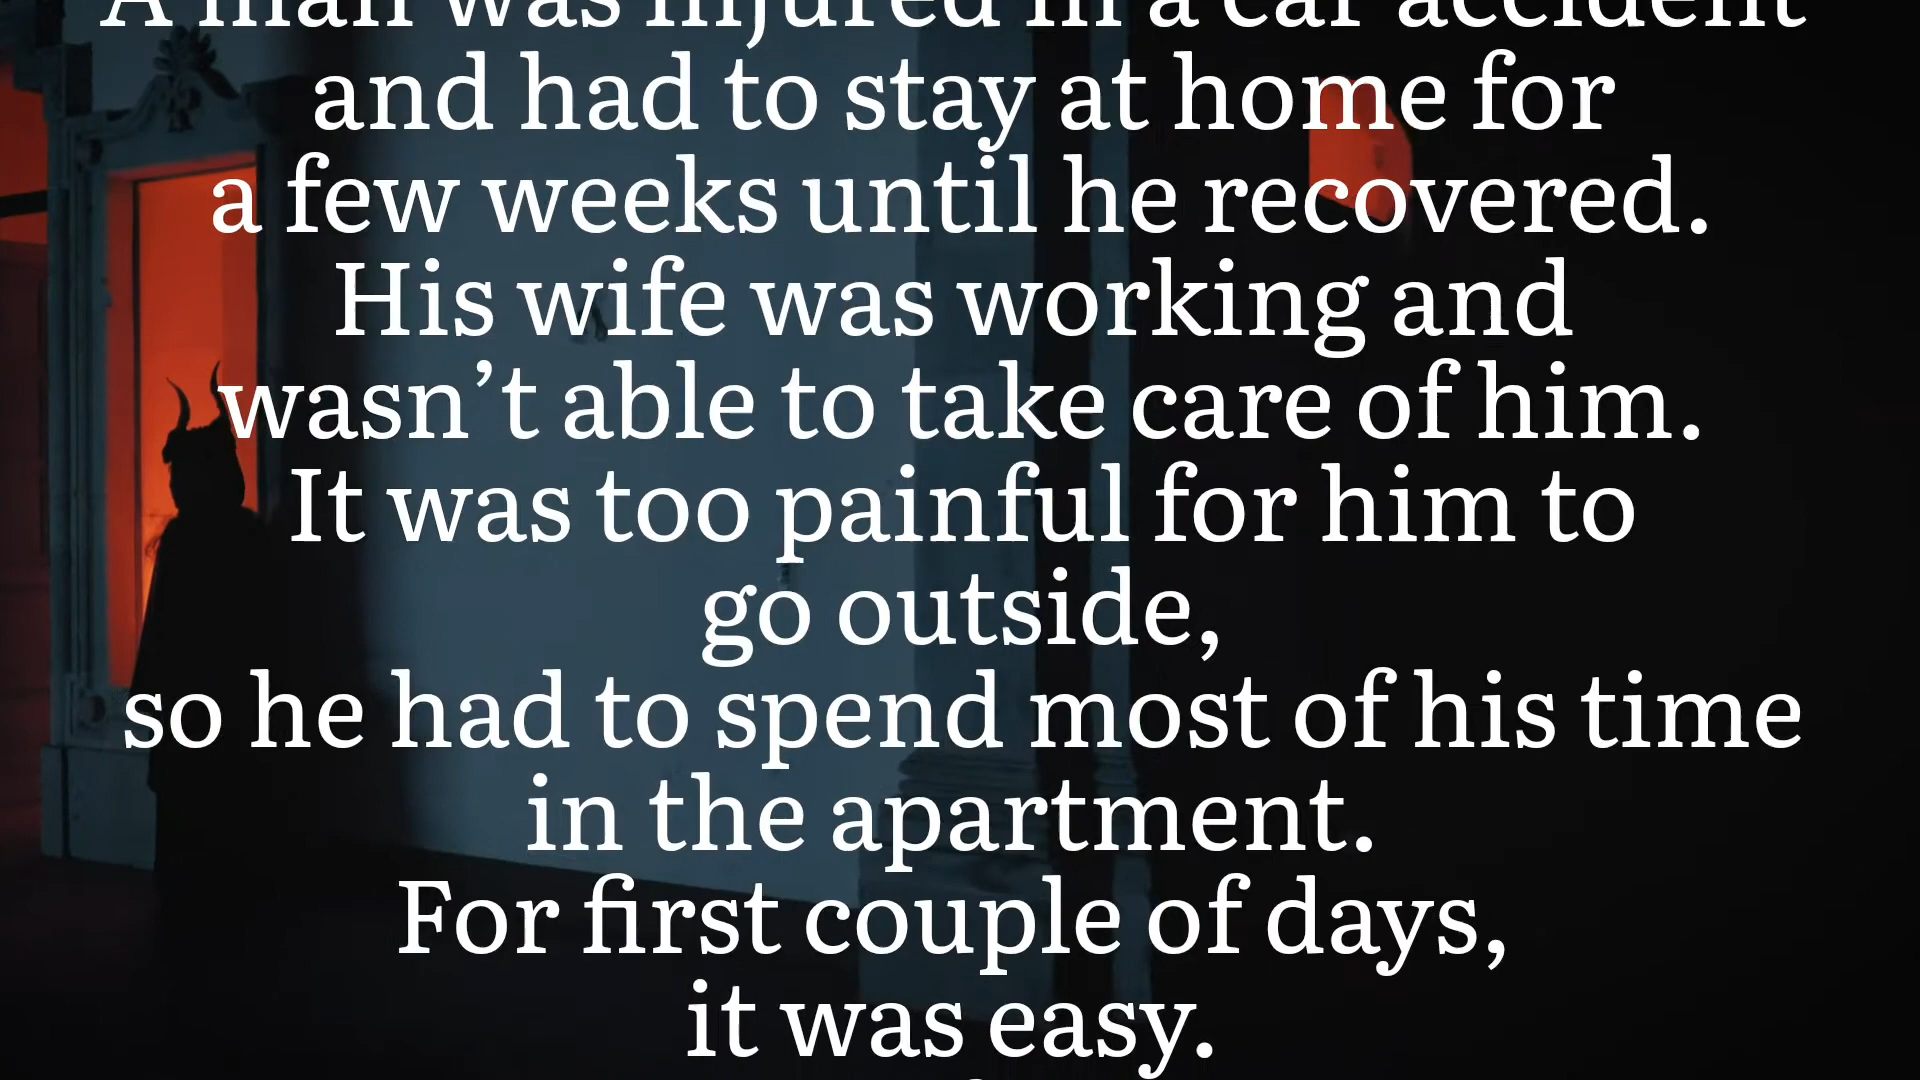 A man was injured in a car accident
and had to stay at home for
a few weeks until he recovered.
His wife was working and
wasn’t able to take care of him.
It was too painful for him to
go outside,
so he had to spend most of his time
in the apartment.
For first couple of days,
it was easy.